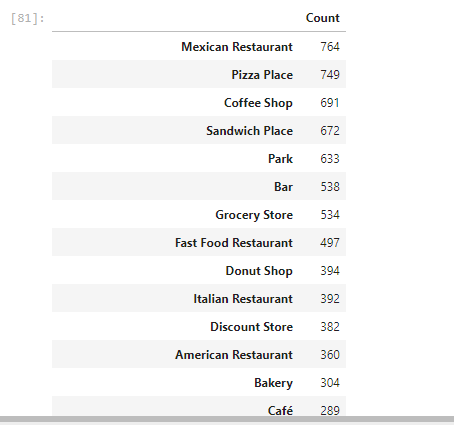 [81]: Count
Mexican Restaurant 764
Pizza Place 749
Coffee Shop 691
Sandwich Place 672
Park 633
Bar 538
Grocery Store 534
Fast Food Restaurant 497
Donut Shop 394
Italian Restaurant 392
Discount Store 382
American Restaurant 360
Bakery 304
Café 289